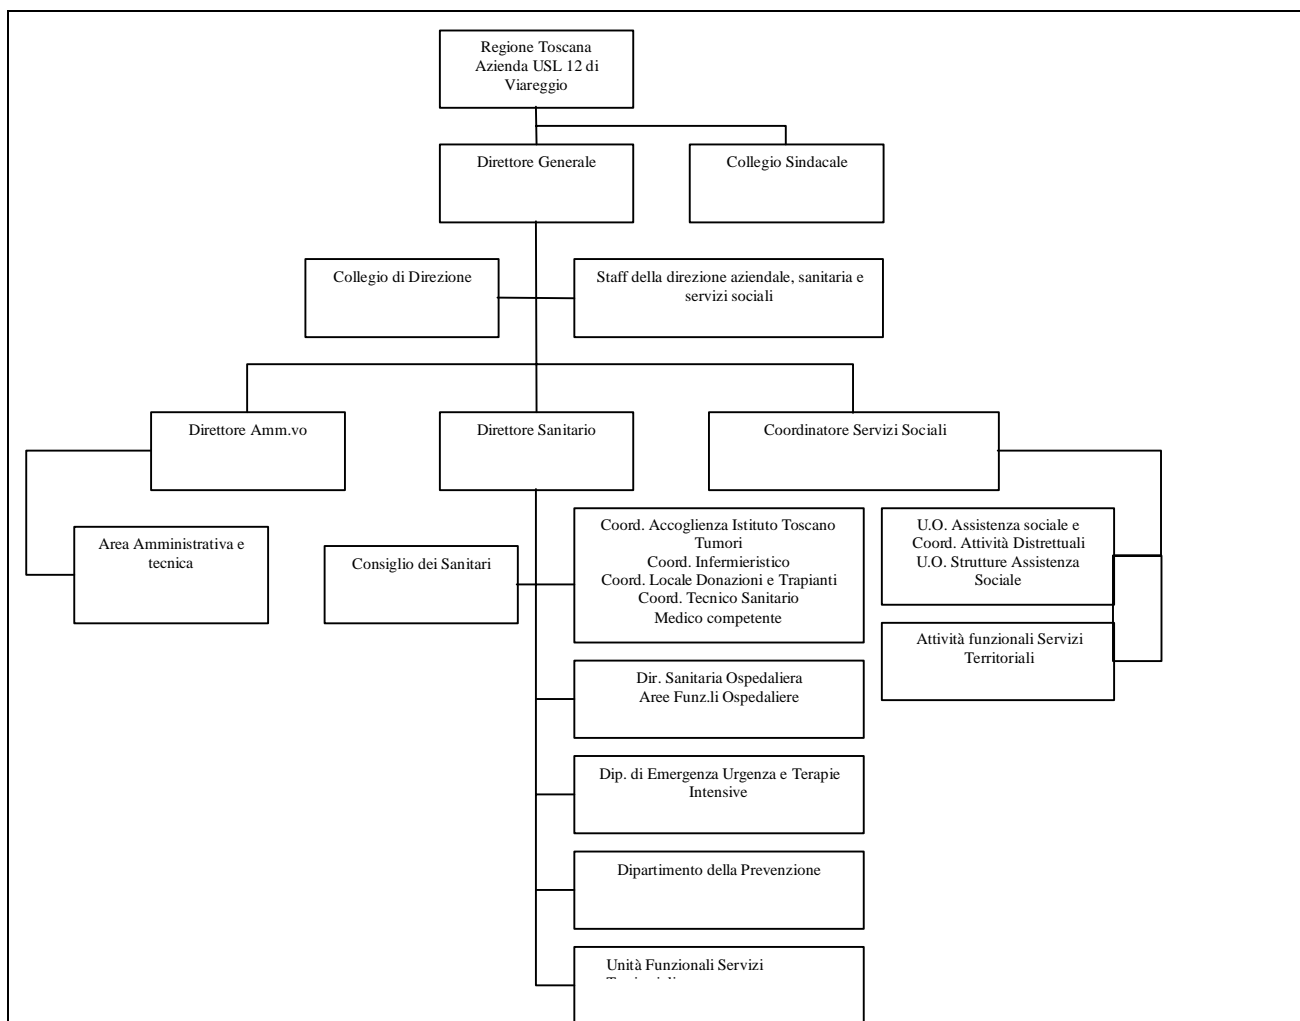 Regione Toscana
Azienda USL 12 di
Viareggio
Direttore Generale
Collegio Sindacale
Collegio di Direzione
Staff della direzione aziendale, sanitaria e
servizi sociali
Direttore Amm.vo
Direttore Sanitario
Coordinatore Servizi Sociali
Area Amministrativa e
tecnica
Consiglio dei Sanitari
Coord. Accoglienza Istituto Toscano
Tumori
Coord. Infermieristico
Coord. Locale Donazioni e Trapianti
Coord. Tecnico Sanitario
Medico competente
U.O. Assistenza sociale e
Coord. Attività Distrettuali
U.O. Strutture Assistenza
Sociale
Attività funzionali Servizi
Territoriali
Dir. Sanitaria Ospedaliera
Aree Funz.li Ospedaliere
Dip. di Emergenza Urgenza e Terapie
Intensive
Dipartimento della Prevenzione
Unità Funzionali Servizi